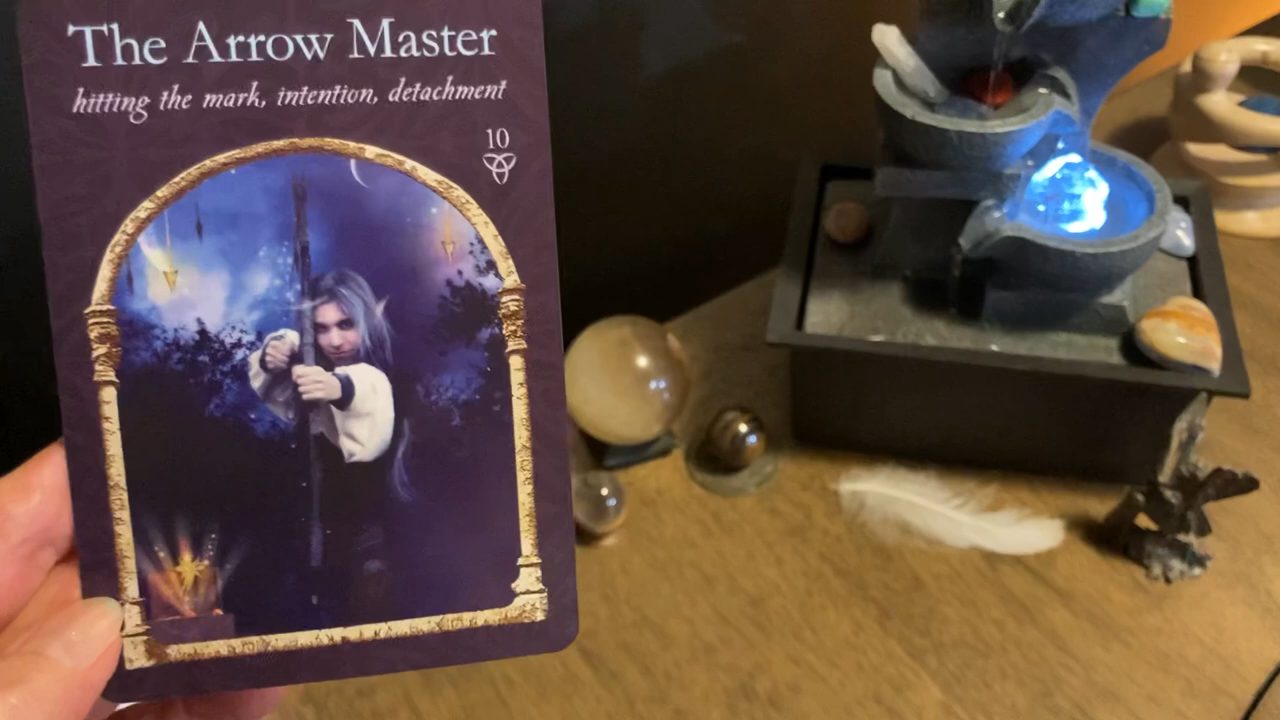 The Arrow Master
hitting the mark, intention, detachment
10